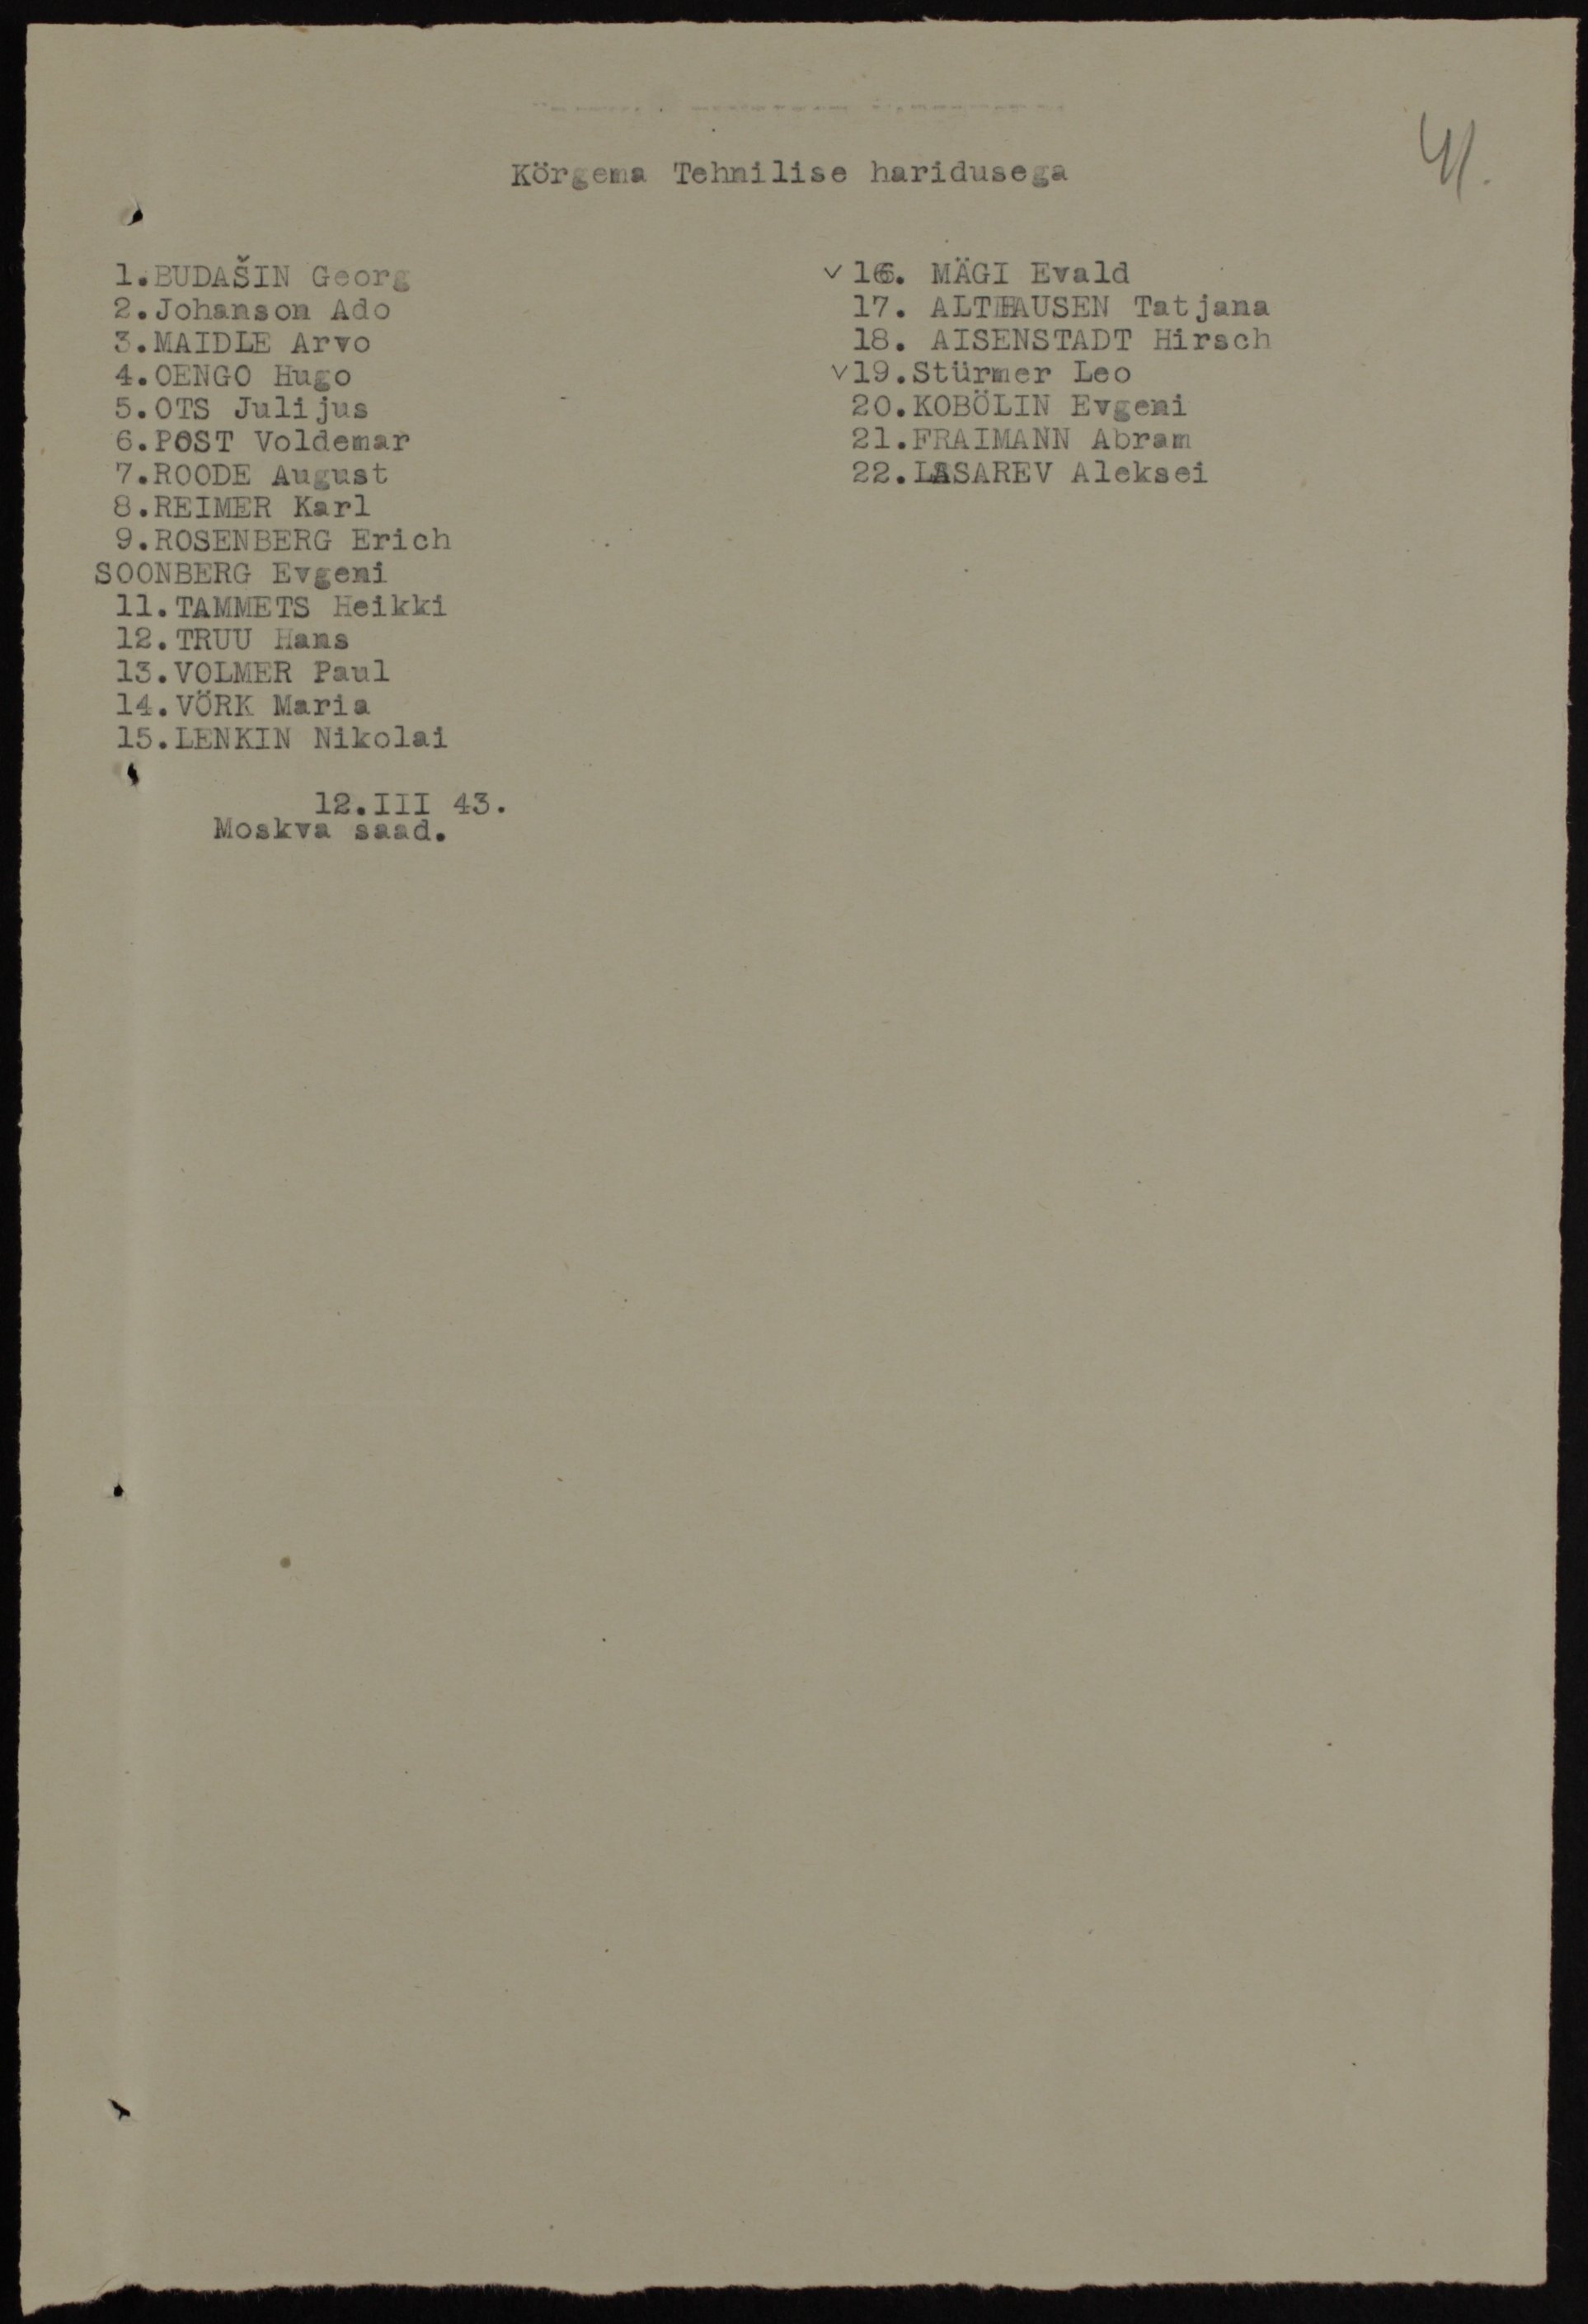 41.
Körgema Tehnilise haridusega
1.BUDAŠIN Georg
2.Johanson Ado
3.MAIDLE Arvo
4.OENGO Hugo
5.OTS Julijus
6.POST Voldemar
7.ROODE August
8.REIMER Karl
9.ROSENBERG Erich
SOONBERG Evgeni
11.TAMMETS Heikki
12.TRUU Hans
13.VOLMER Paul
14.VÖRK Maria
15.LENKIN Nikolai
12.III 43.
Moskva saad.
✓ 16. MÄGI Evald
17. ALTHAUSEN Tatjana
18. AISENSTADT Hirsch
✓ 19.Stürmer Leo
20.KOBÖLIN Evgeni
21.FRAIMANN Abram
22.LASAREV Aleksei